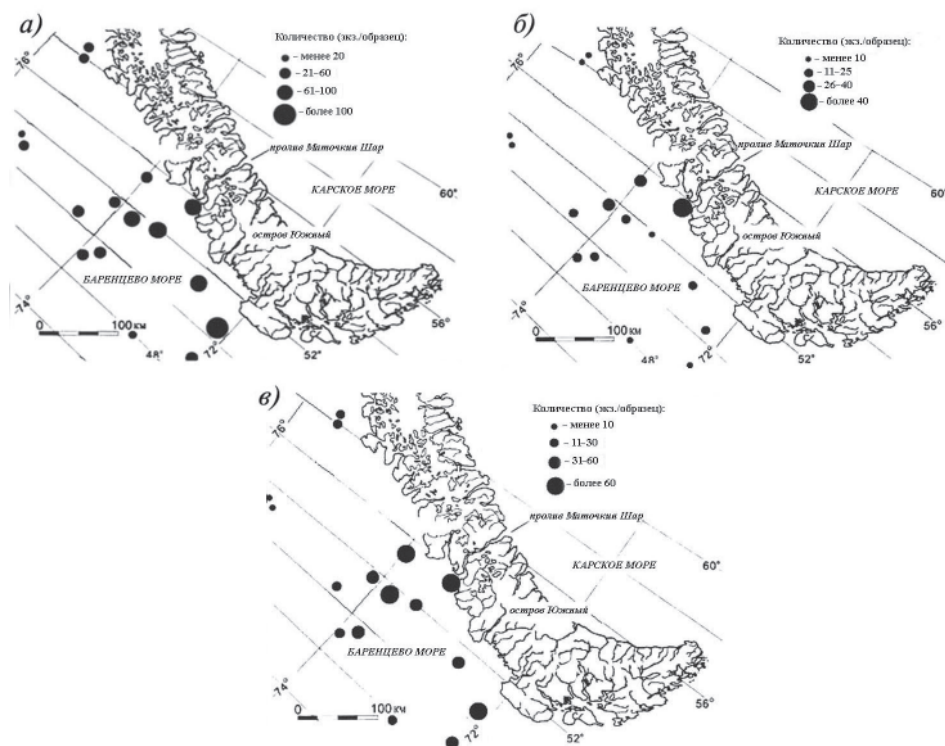 а)
Количество (экз./образец):
– менее 20
– 21–60
– 61–100
– более 100
76°
пролив Маточкин Шар
КАРСКОЕ МОРЕ
60°
остров Южный
БАРЕНЦЕВО МОРЕ
74°
0 100 км
48°
72°
52°
56°
б)
Количество (экз./образец):
– менее 10
– 11–25
– 26–40
– более 40
76°
пролив Маточкин Шар
КАРСКОЕ МОРЕ
60°
остров Южный
БАРЕНЦЕВО МОРЕ
74°
0 100 км
48°
72°
52°
56°
в)
Количество (экз./образец):
– менее 10
– 11–30
– 31–60
– более 60
76°
пролив Маточкин Шар
КАРСКОЕ МОРЕ
60°
остров Южный
БАРЕНЦЕВО МОРЕ
74°
0 100 км
72°
52°
56°